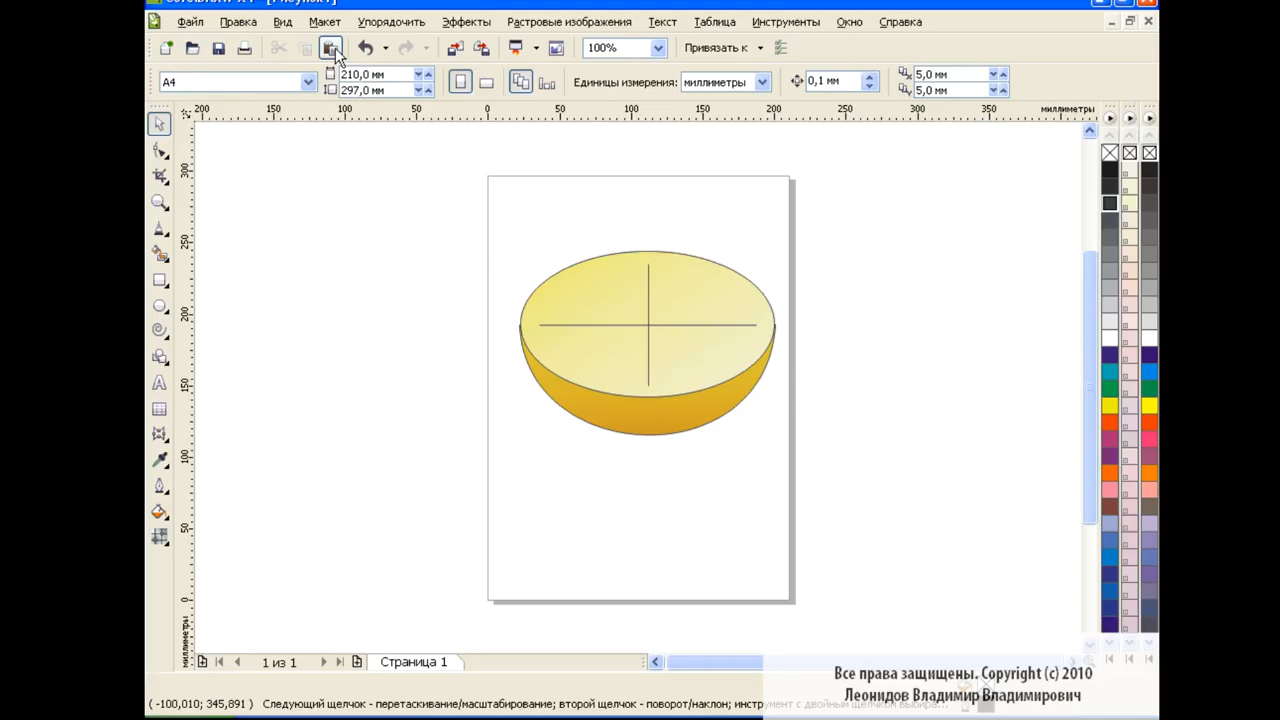 Файл Правка Вид Макет Упорядочить Эффекты Растровые изображения Текст Таблица Инструменты Окно Справка
100% Привязать к
A4 210,0 мм 297,0 мм Единицы измерения: миллиметры 0,1 мм 5,0 мм 5,0 мм
200 150 100 50 0 50 100 150 200 250 300 350 миллиметры
300
250
200
150
100
50
0
миллиметры
1 из 1 Страница 1
Все права защищены. Copyright (c) 2010
Леонидов Владимир Владимирович
( -100,010; 345,891 ) Следующий щелчок - перетаскивание/масштабирование; второй щелчок - поворот/наклон; инструмент с двойным щелчком выбира...